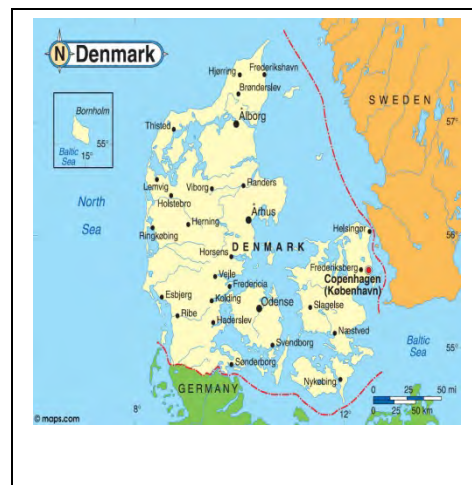 N Denmark
Hjørring
Frederikshavn
Brønderslev
SWEDEN
Bornholm
Baltic
Sea
15°
55°
Thisted
Ålborg
57°
Lemvig
Viborg
Randers
Holstebro
North
Sea
Herning
Århus
Ringkøbing
Helsingør
56°
Horsens
DENMARK
Frederiksberg
Copenhagen
(København)
Vejle
Fredericia
Esbjerg
Kolding
Odense
Slagelse
Ribe
Haderslev
Næstved
Baltic
Sea
55°
Svendborg
Sønderborg
Nykøbing
GERMANY
0 25 50 mi
0 25 50 km
8°
12°
© maps.com